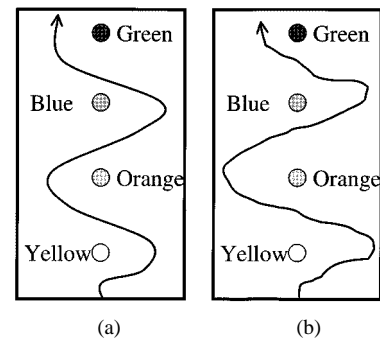 Green
Blue
Orange
Yellow
(a)
Green
Blue
Orange
Yellow
(b)